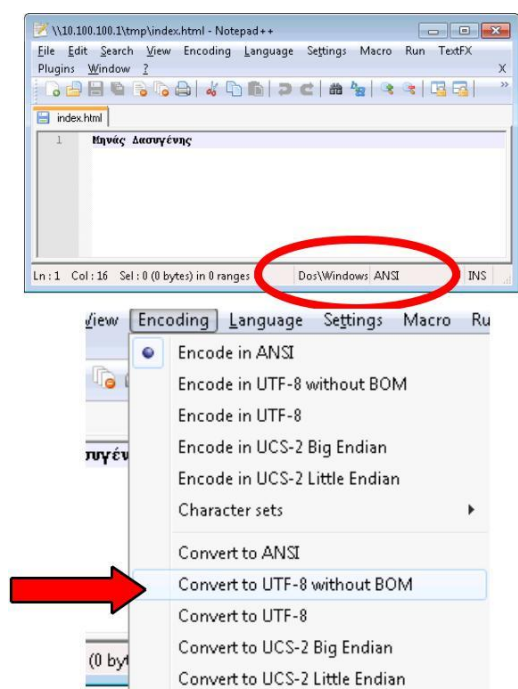 \\10.100.100.1\tmp\index.html - Notepad++
File Edit Search View Encoding Language Settings Macro Run TextFX
Plugins Window ? X
index.html
1 Μηνάς Δασυγένης
Ln : 1 Col : 16 Sel : 0 (0 bytes) in 0 ranges Dos\Windows ANSI INS
View Encoding Language Settings Macro Ru
Encode in ANSI
Encode in UTF-8 without BOM
Encode in UTF-8
συγέν Encode in UCS-2 Big Endian
Encode in UCS-2 Little Endian
Character sets
Convert to ANSI
Convert to UTF-8 without BOM
Convert to UTF-8
(0 byt Convert to UCS-2 Big Endian
Convert to UCS-2 Little Endian